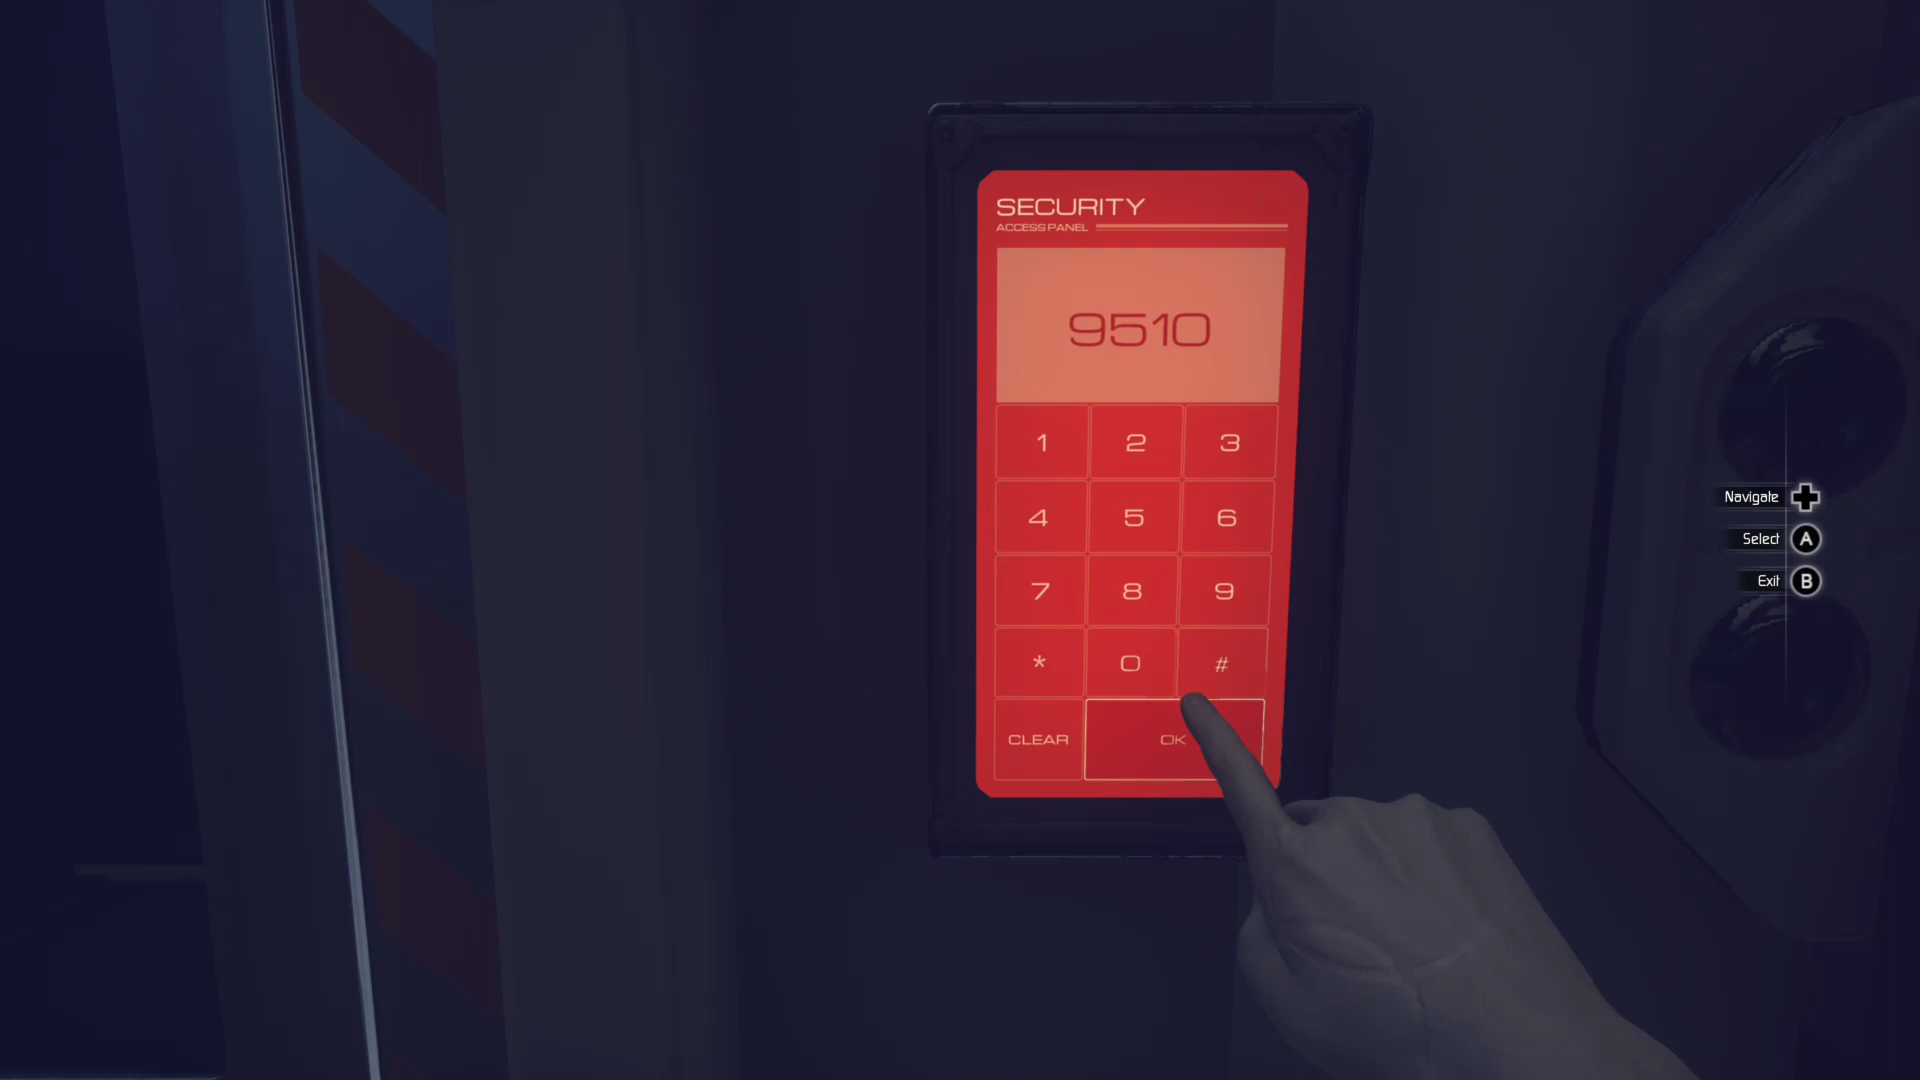 SECURITY
ACCESS PANEL
9510
1 2 3
4 5 6
7 8 9
* 0 #
CLEAR OK
Navigate
Select A
Exit B